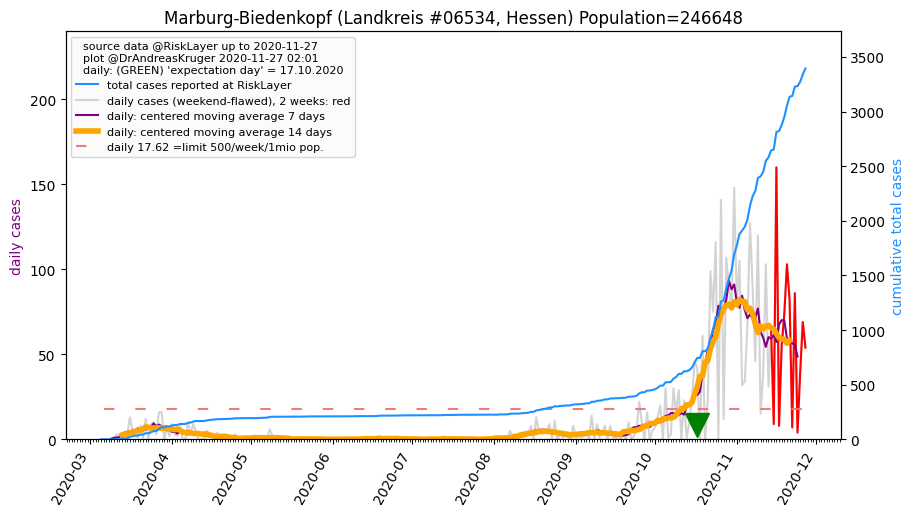 Marburg-Biedenkopf (Landkreis #06534, Hessen) Population=246648
source data @RiskLayer up to 2020-11-27
plot @DrAndreasKruger 2020-11-27 02:01
daily: (GREEN) 'expectation day' = 17.10.2020
total cases reported at RiskLayer
daily cases (weekend-flawed), 2 weeks: red
daily: centered moving average 7 days
daily: centered moving average 14 days
daily 17.62 =limit 500/week/1mio pop.
daily cases
200
150
100
50
0
3500
3000
2500
2000
1500
1000
500
0
cumulative total cases
2020-03
2020-04
2020-05
2020-06
2020-07
2020-08
2020-09
2020-10
2020-11
2020-12